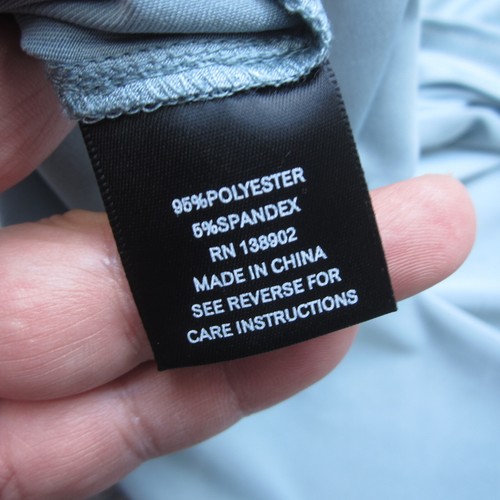 95%POLYESTER
5%SPANDEX
RN 138902
MADE IN CHINA
SEE REVERSE FOR
CARE INSTRUCTIONS